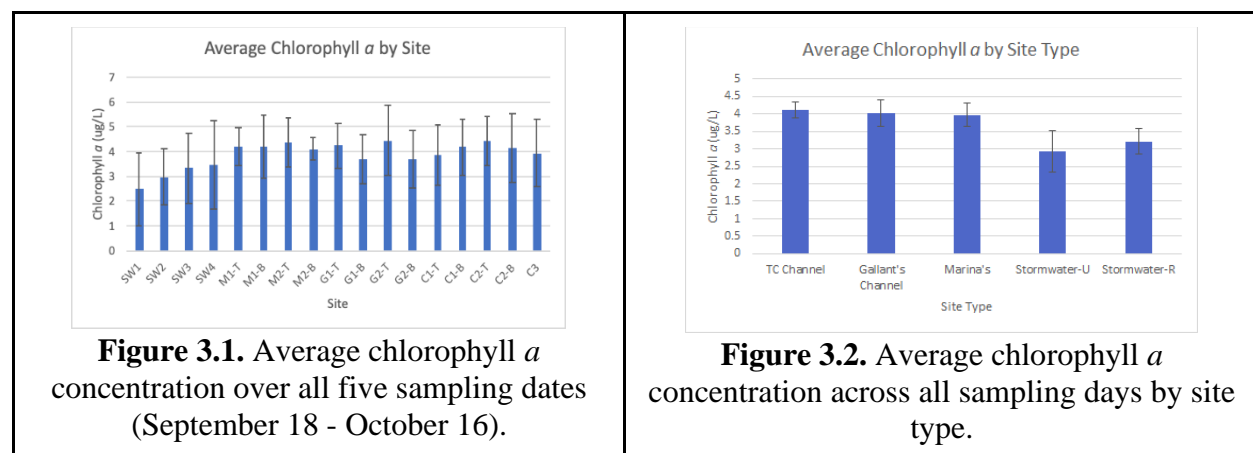 Average Chlorophyll a by Site
7
6
5
4
3
2
1
0
Chlorophyll a (ug/L)
SW1 SW2 SW3 SW4 M1-T M1-B M2-T M2-B G1-T G1-B G2-T G2-B C1-T C1-B C2-T C2-B C3
Site
Figure 3.1. Average chlorophyll a
concentration over all five sampling dates
(September 18 - October 16).
Average Chlorophyll a by Site Type
5
4.5
4
3.5
3
2.5
2
1.5
1
0.5
0
Chlorophyll a (ug/L)
TC Channel Gallant's Marina's Stormwater-U Stormwater-R
Channel
Site Type
Figure 3.2. Average chlorophyll a
concentration across all sampling days by site
type.